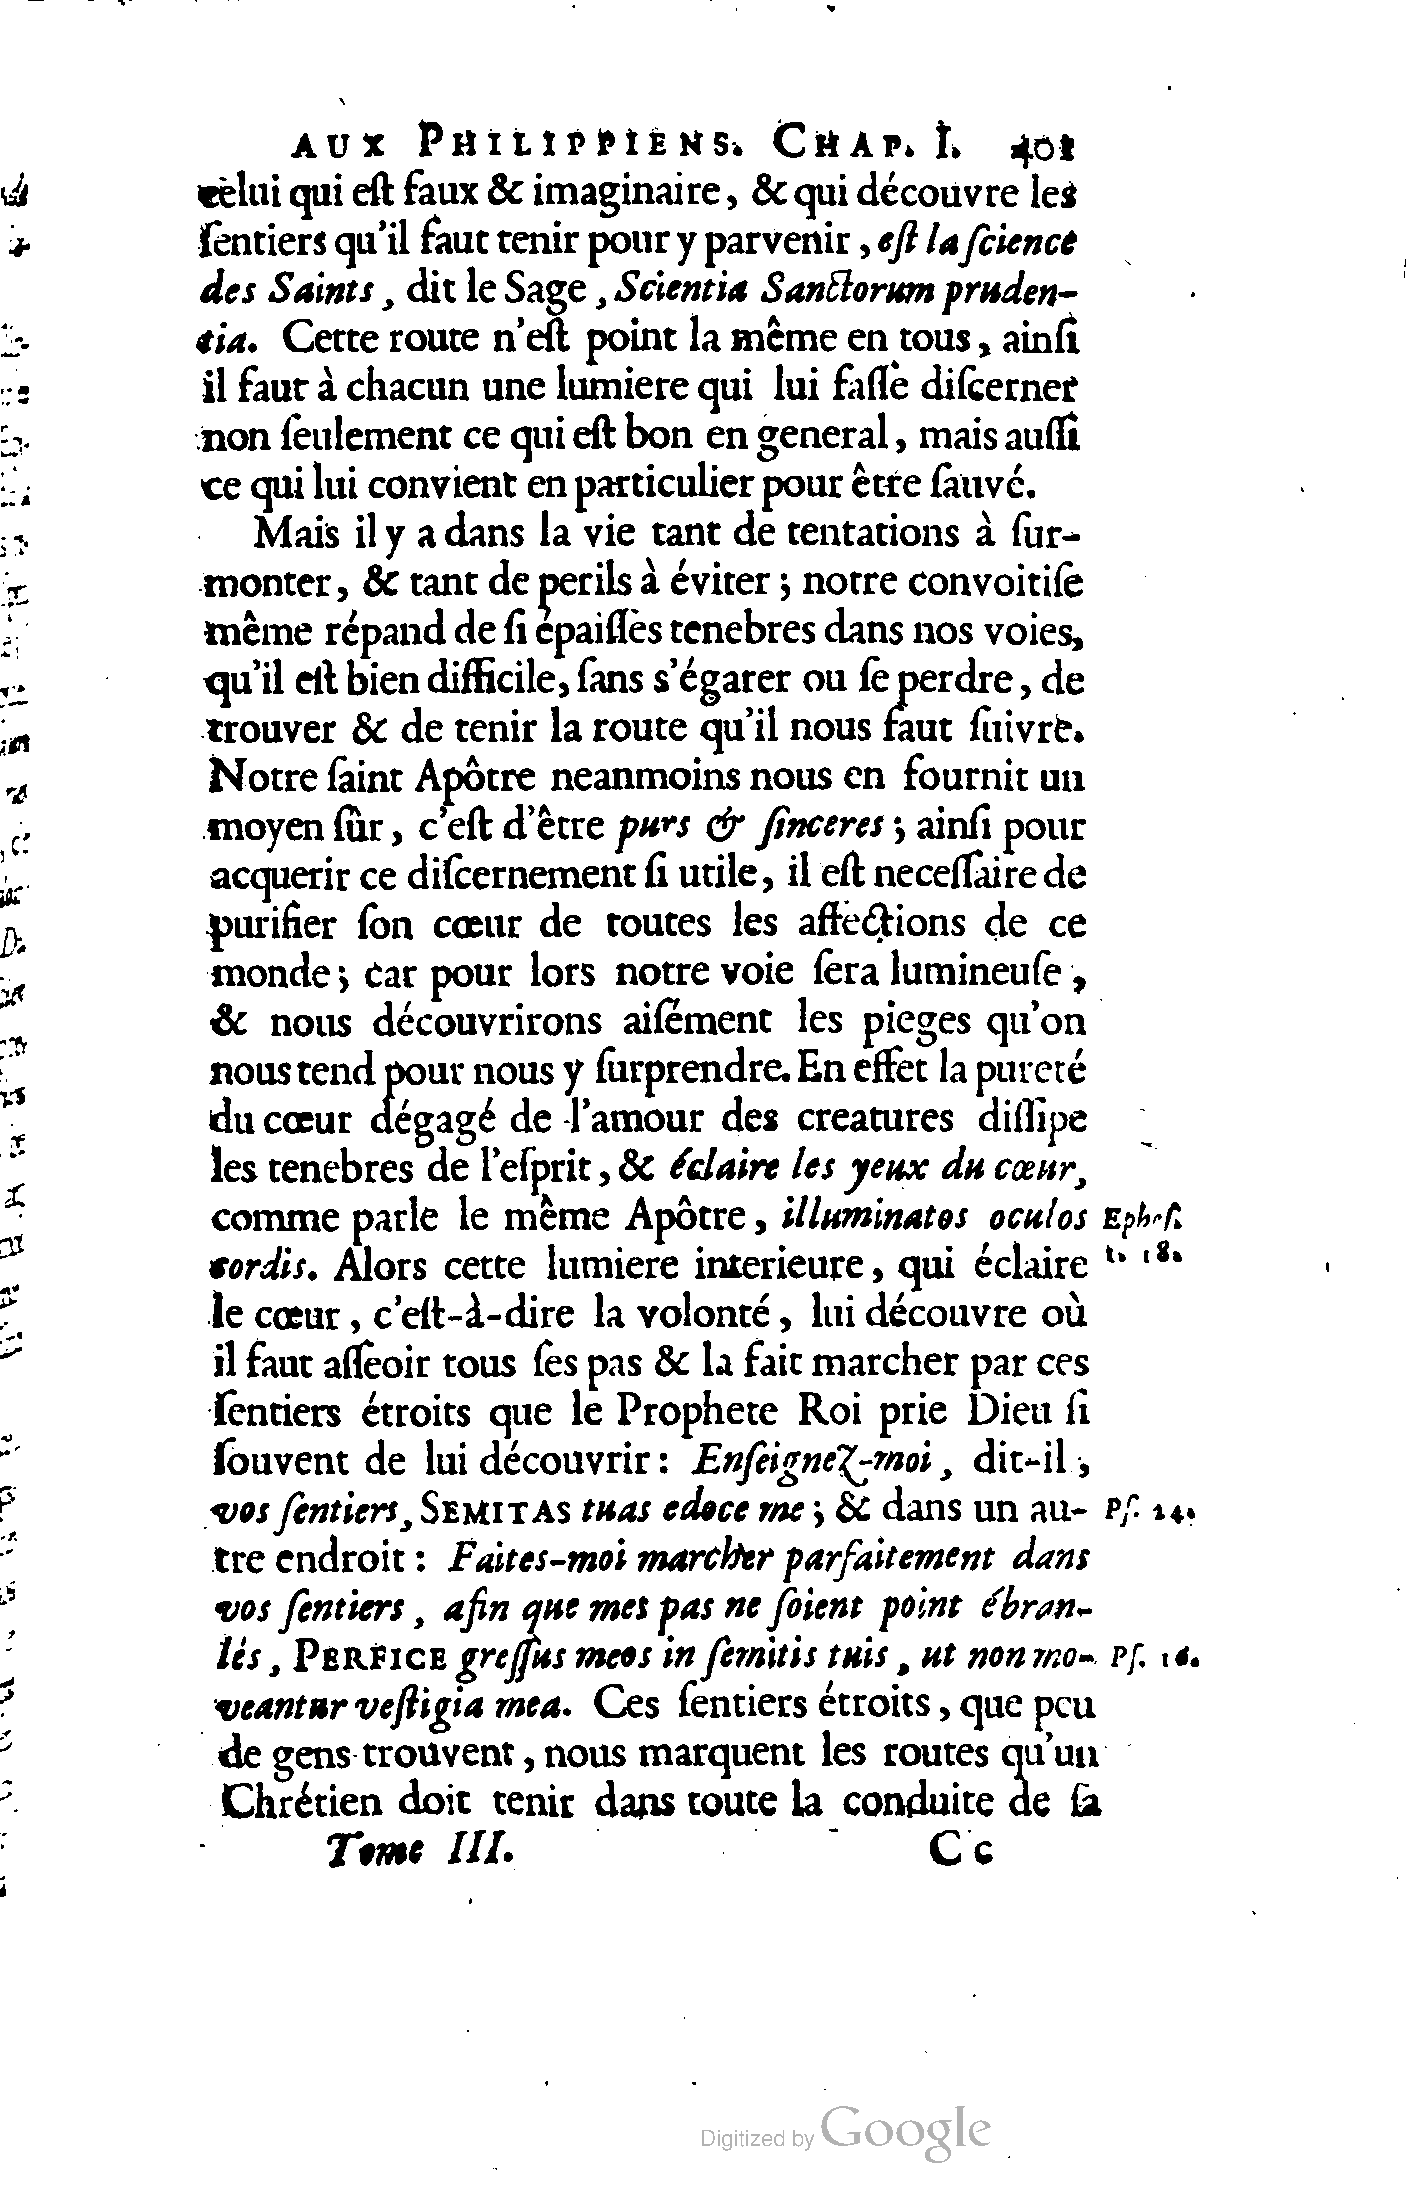 AUX PHILIPPIENS. CHAP. I. 401
celui qui eſt faux & imaginaire, & qui découvre les
ſentiers qu'il faut tenir pour y parvenir, eſt la ſcience
des Saints, dit le Sage, Scientia Sanctorum pruden-
tia. Cette route n'eſt point la même en tous, ainſi
il faut à chacun une lumiere qui lui faſſe diſcerner
non ſeulement ce qui eſt bon en general, mais auſſi
ce qui lui convient en particulier pour être ſauvé.
Mais il y a dans la vie tant de tentations à ſur-
monter, & tant de perils à éviter; notre convoitiſe
même répand de ſi épaiſſes tenebres dans nos voies,
qu'il eſt bien difficile, ſans s'égarer ou ſe perdre, de
trouver & de tenir la route qu'il nous faut ſuivre.
Notre ſaint Apôtre neanmoins nous en fournit un
moyen ſûr, c'eſt d'être purs & ſinceres; ainſi pour
acquerir ce diſcernement ſi utile, il eſt neceſſaire de
purifier ſon cœur de toutes les affections de ce
monde; car pour lors notre voie ſera lumineuſe,
& nous découvrirons aiſément les pieges qu'on
nous tend pour nous y ſurprendre. En effet la pureté
du cœur dégagé de l'amour des creatures diſſipe
les tenebres de l'eſprit, & éclaire les yeux du cœur,
comme parle le même Apôtre, illuminatos oculos Epheſ.
cordis. Alors cette lumiere interieure, qui éclaire 1. 18.
le cœur, c'eſt-à-dire la volonté, lui découvre où
il faut aſſeoir tous ſes pas & la fait marcher par ces
ſentiers étroits que le Prophete Roi prie Dieu ſi
ſouvent de lui découvrir: Enſeignez-moi, dit-il,
vos ſentiers, SEMITAS tuas edoce me; & dans un au- Pſ. 24.
tre endroit: Faites-moi marcher parfaitement dans
vos ſentiers, afin que mes pas ne ſoient point ébran-
lés, PERFICE greſſus meos in ſemitis tuis, ut non mo- Pſ. 16.
veantur veſtigia mea. Ces ſentiers étroits, que peu
de gens trouvent, nous marquent les routes qu'un
Chrétien doit tenir dans toute la conduite de ſa
Tome III. Cc
Digitized by Google